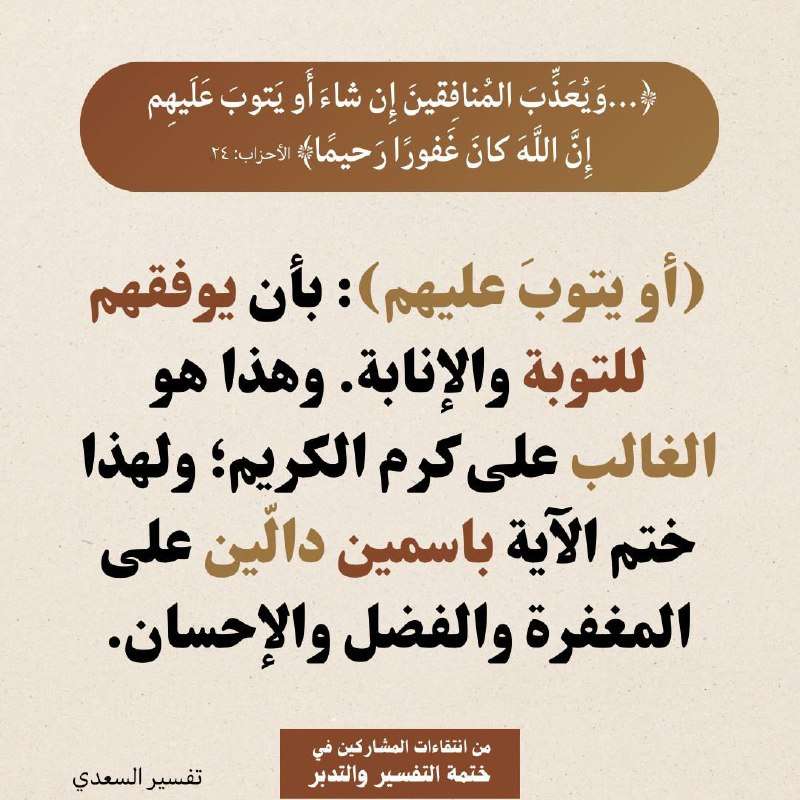 ﴿...وَيُعَذِّبَ المُنافِقينَ إِن شاءَ أَو يَتوبَ عَلَيهِم
إِنَّ اللَّهَ كانَ غَفورًا رَحيمًا﴾ الأحزاب: ٢٤
(أو يتوبَ عليهم): بأن يوفقهم
للتوبة والإنابة. وهذا هو
الغالب على كرم الكريم؛ ولهذا
ختم الآية باسمين دالّين على
المغفرة والفضل والإحسان.
من انتقاءات المشاركين في
ختمة التفسير والتدبر
تفسير السعدي